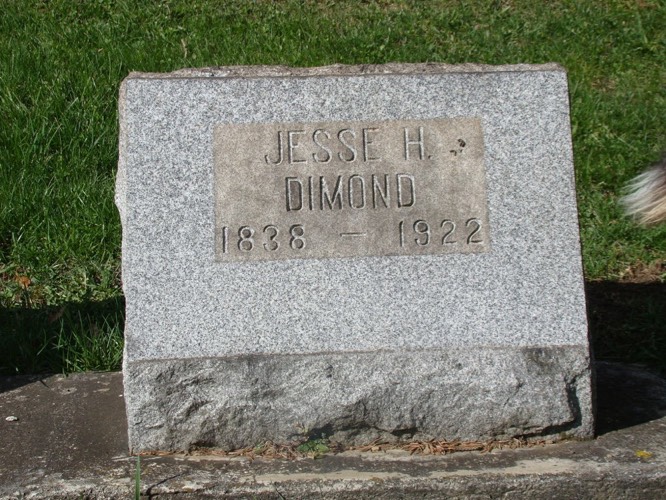 JESSE H.
DIMOND
1838 – 1922